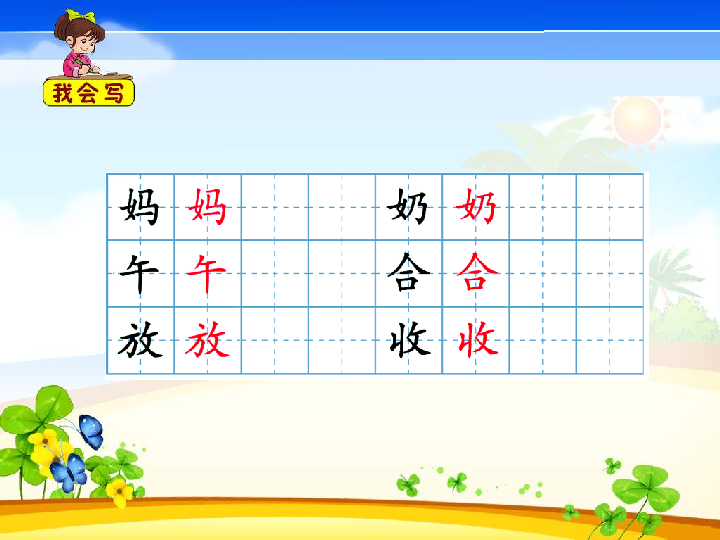 我会写
妈 妈 奶 奶
午 午 合 合
放 放 收 收